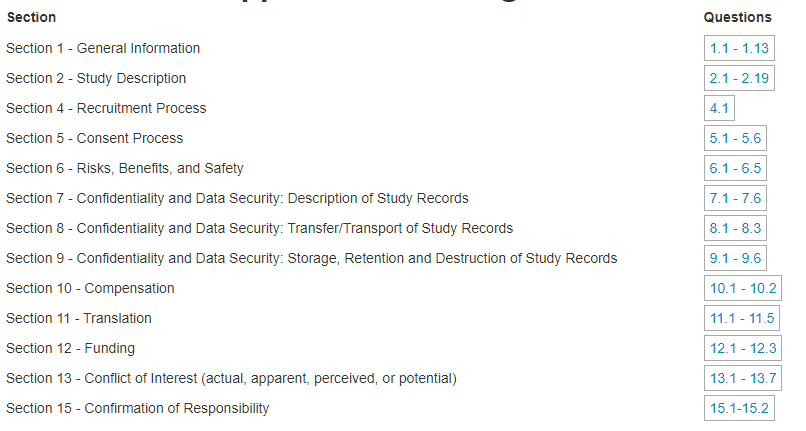 Section Questions
Section 1 - General Information 1.1 - 1.13
Section 2 - Study Description 2.1 - 2.19
Section 4 - Recruitment Process 4.1
Section 5 - Consent Process 5.1 - 5.6
Section 6 - Risks, Benefits, and Safety 6.1 - 6.5
Section 7 - Confidentiality and Data Security: Description of Study Records 7.1 - 7.6
Section 8 - Confidentiality and Data Security: Transfer/Transport of Study Records 8.1 - 8.3
Section 9 - Confidentiality and Data Security: Storage, Retention and Destruction of Study Records 9.1 - 9.6
Section 10 - Compensation 10.1 - 10.2
Section 11 - Translation 11.1 - 11.5
Section 12 - Funding 12.1 - 12.3
Section 13 - Conflict of Interest (actual, apparent, perceived, or potential) 13.1 - 13.7
Section 15 - Confirmation of Responsibility 15.1-15.2